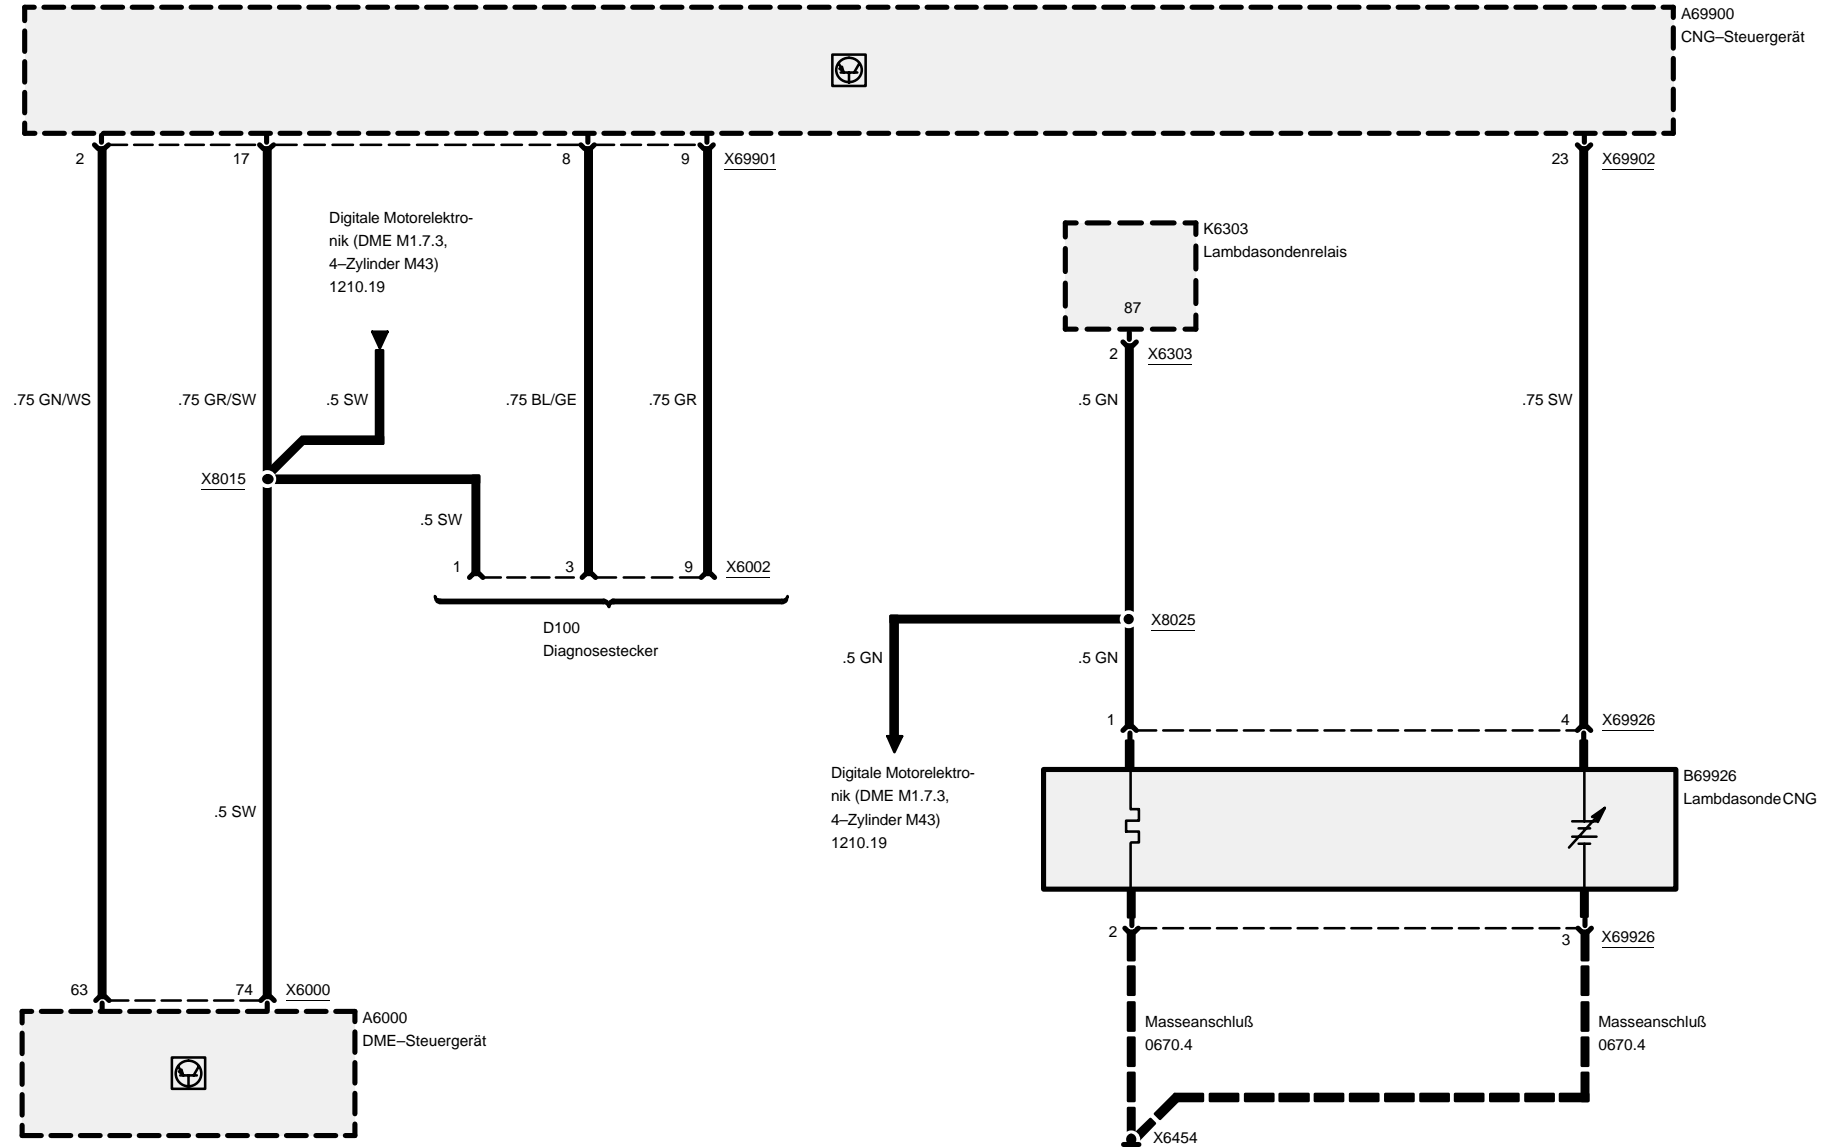 A69900
CNG–Steuergerät
2
17
8
9
X69901
23
X69902
Digitale Motorelektro-
nik (DME M1.7.3,
4–Zylinder M43)
1210.19
K6303
Lambdasondenrelais
87
2
X6303
.75 GN/WS
.75 GR/SW
.5 SW
.75 BL/GE
.75 GR
.5 GN
.75 SW
X8015
.5 SW
1
3
9
X6002
D100
Diagnosestecker
X8025
.5 GN
.5 GN
1
4
X69926
Digitale Motorelektro-
nik (DME M1.7.3,
4–Zylinder M43)
1210.19
B69926
Lambdasonde CNG
.5 SW
2
3
X69926
63
74
X6000
A6000
DME–Steuergerät
Masseanschluß
0670.4
Masseanschluß
0670.4
X6454